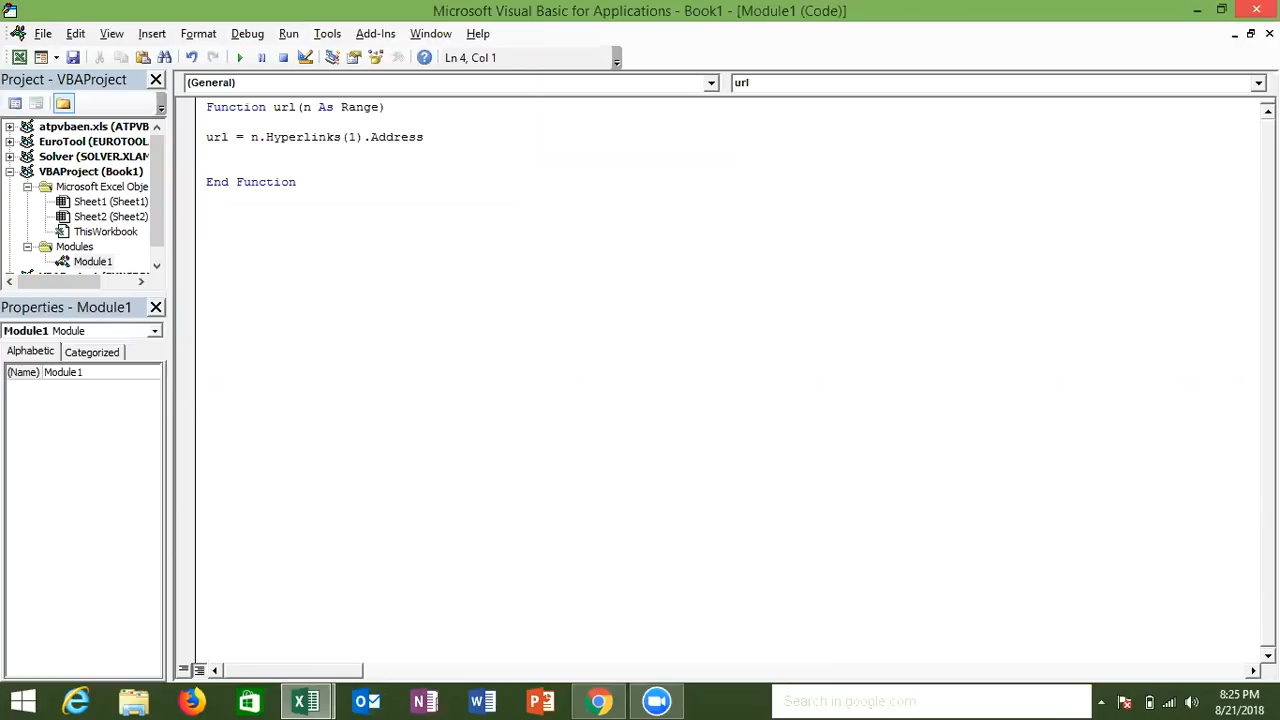 Microsoft Visual Basic for Applications - Book1 - [Module1 (Code)]
File Edit View Insert Format Debug Run Tools Add-Ins Window Help
Ln 4, Col 1
Project - VBAProject
(General)
url
atpvbaen.xls (ATPVB
EuroTool (EUROTOOL.
Solver (SOLVER.XLAM
VBAProject (Book1)
Microsoft Excel Obje
Sheet1 (Sheet1)
Sheet2 (Sheet2)
ThisWorkbook
Modules
Module1
Function url(n As Range)
url = n.Hyperlinks(1).Address
End Function
Properties - Module1
Module1 Module
Alphabetic Categorized
(Name) Module1
Search in google.com
8:25 PM
8/21/2018